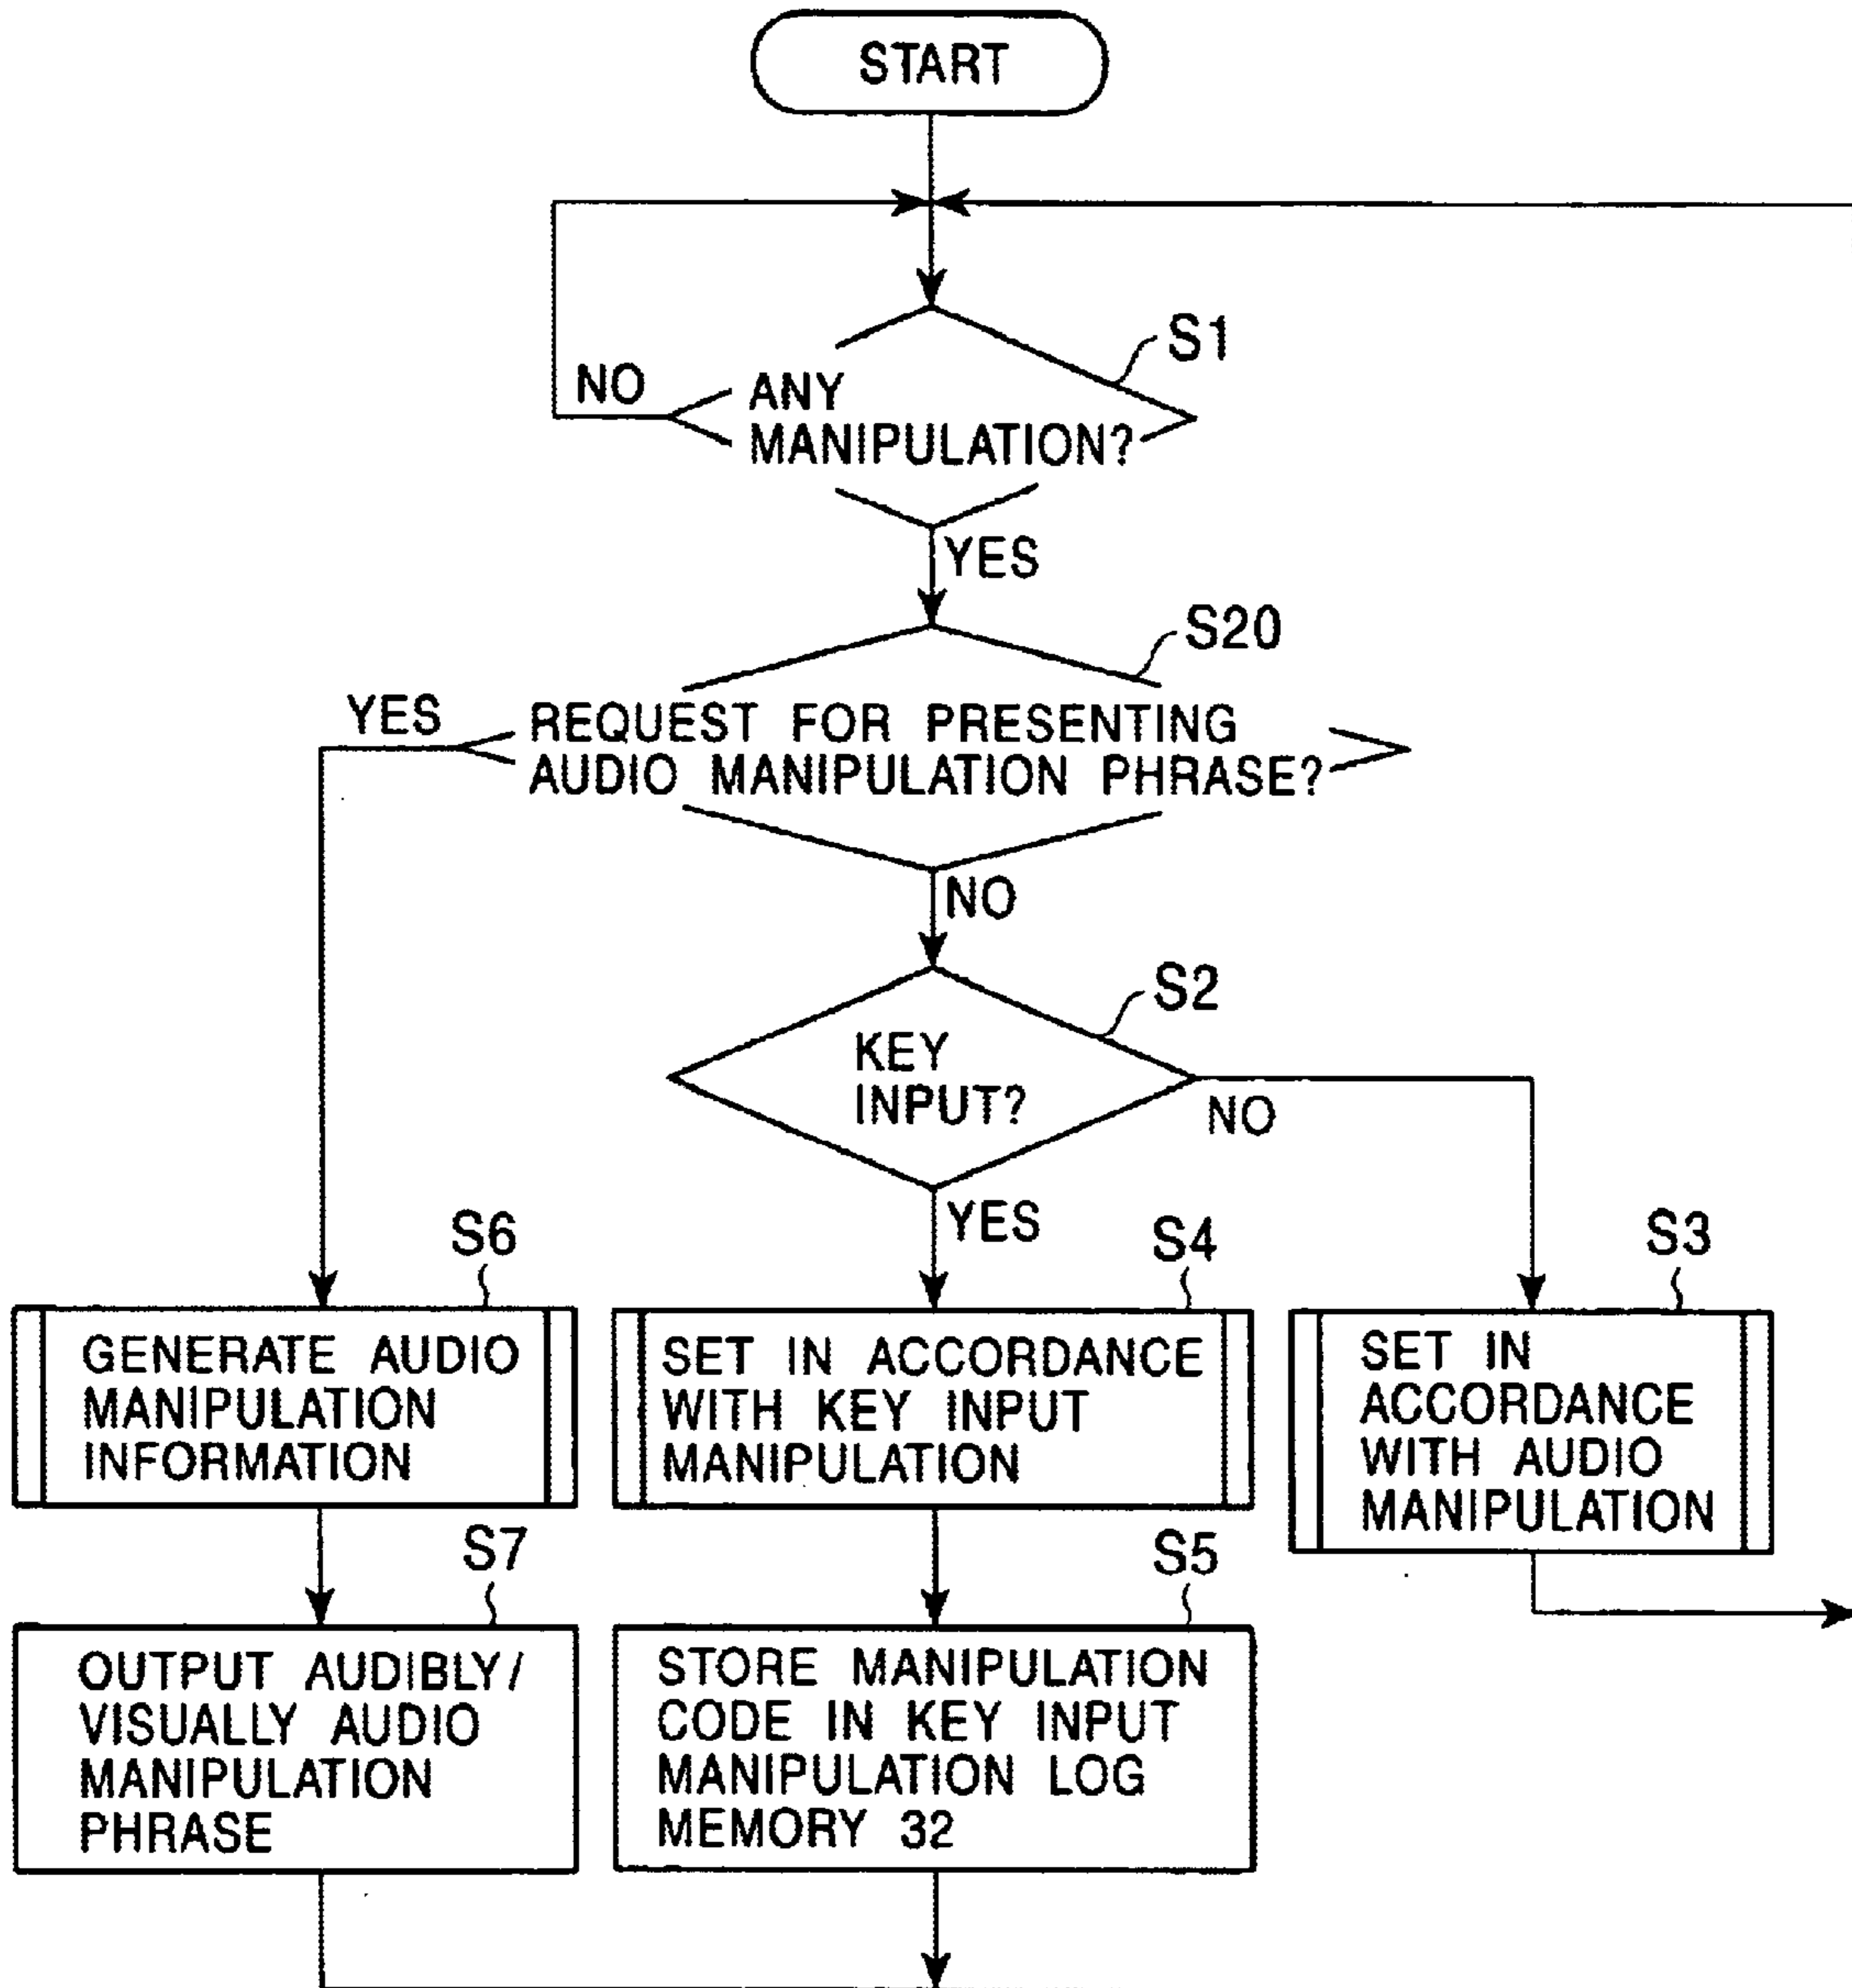 START
S1
NO
ANY
MANIPULATION?
YES
S20
YES
REQUEST FOR PRESENTING
AUDIO MANIPULATION PHRASE?
NO
S2
KEY
INPUT?
NO
YES
S6
GENERATE AUDIO
MANIPULATION
INFORMATION
S4
SET IN ACCORDANCE
WITH KEY INPUT
MANIPULATION
S3
SET IN
ACCORDANCE
WITH AUDIO
MANIPULATION
S7
OUTPUT AUDIBLY/
VISUALLY AUDIO
MANIPULATION
PHRASE
S5
STORE MANIPULATION
CODE IN KEY INPUT
MANIPULATION LOG
MEMORY 32